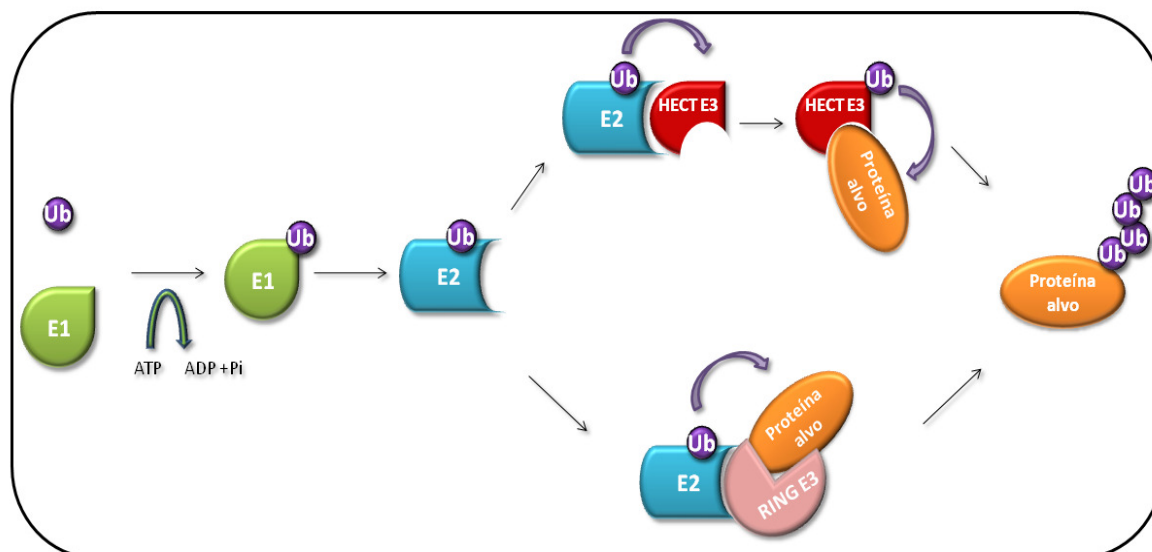 Ub
E1
ATP
ADP +Pi
Ub
E1
Ub
E2
Ub
E2
HECT E3
Ub
HECT E3
Proteína
alvo
Ub
E2
Proteína
alvo
RING E3
Ub
Ub
Ub
Ub
Proteína
alvo